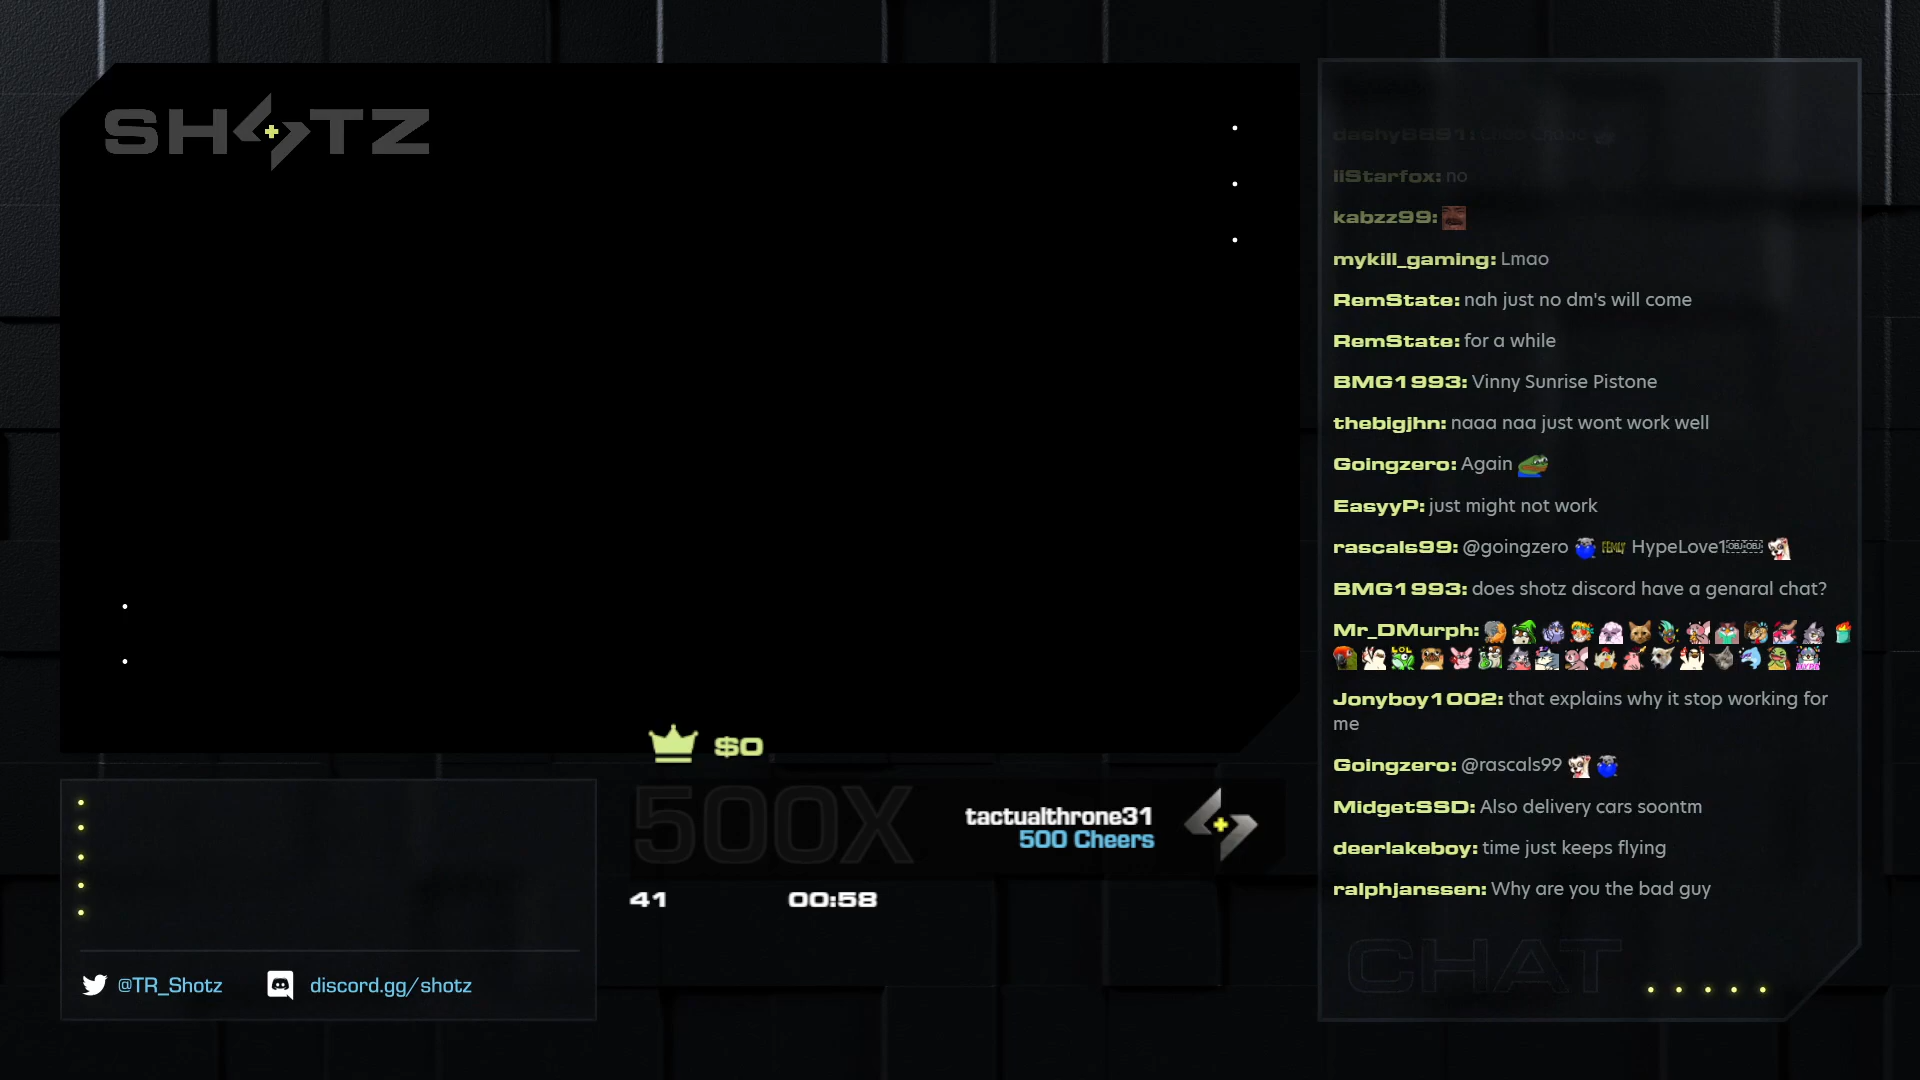 SHOTZ
dashy8891:
iiStarfox: no
kabzz99:
mykill_gaming: Lmao
RemState: nah just no dm's will come
RemState: for a while
BMG1993: Vinny Sunrise Pistone
thebigjhn: naaa naa just wont work well
Goingzero: Again
EasyyP: just might not work
rascals99: @goingzero HypeLove1
BMG1993: does shotz discord have a genaral chat?
Mr_DMurph:
Jonyboy1002: that explains why it stop working for
me
Goingzero: @rascals99
MidgetSSD: Also delivery cars soontm
deerlakeboy: time just keeps flying
ralphjanssen: Why are you the bad guy
CHAT
$0
500X
tactualthrone31
500 Cheers
41 00:58
@TR_Shotz discord.gg/shotz